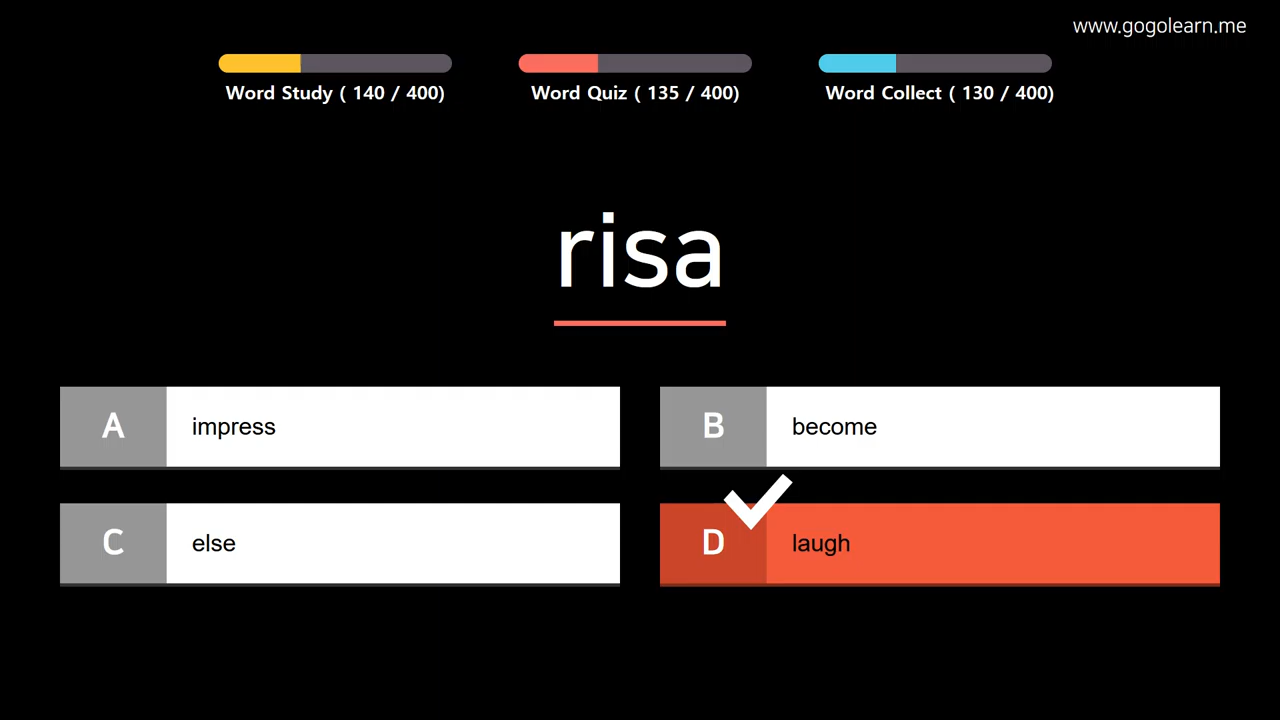 www.gogolearn.me
Word Study ( 140 / 400)
Word Quiz ( 135 / 400)
Word Collect ( 130 / 400)
risa
A impress
B become
C else
D laugh